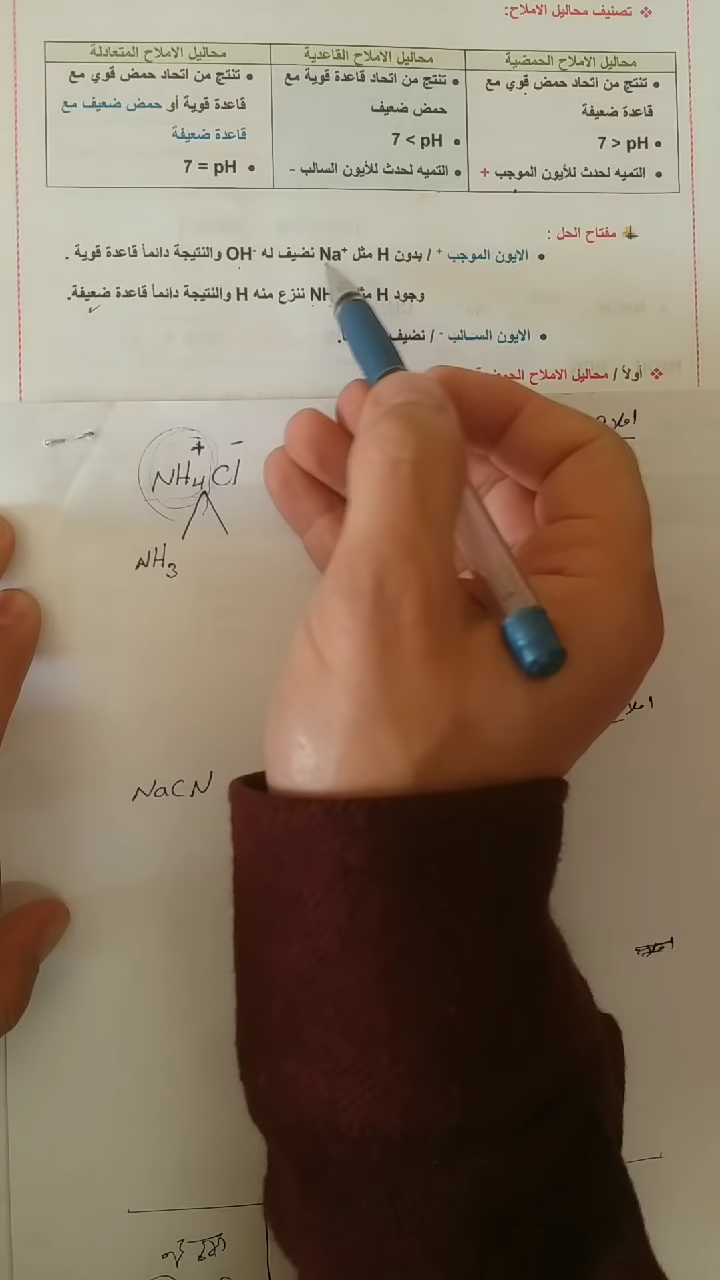 ❖ تصنيف محاليل الاملاح:
محاليل الاملاح الحمضية
• تنتج من اتحاد حمض قوي مع
قاعدة ضعيفة
• 7 > pH
• التميه لحدث للأيون الموجب +
محاليل الاملاح القاعدية
• تنتج من اتحاد قاعدة قوية مع
حمض ضعيف
• 7 < pH
• التميه لحدث للأيون السالب -
محاليل الاملاح المتعادلة
• تنتج من اتحاد حمض قوي مع
قاعدة قوية أو حمض ضعيف مع
قاعدة ضعيفة
• 7 = pH
مفتاح الحل :
• الايون الموجب + / بدون H مثل Na⁺ نضيف له OH⁻ والنتيجة دائماً قاعدة قوية .
وجود H NH ننزع منه H والنتيجة دائماً قاعدة ضعيفة.
• الايون السالب - / نضيف
❖ أولاً / محاليل الاملاح
NH₄⁺Cl⁻
NH₃
NaCN